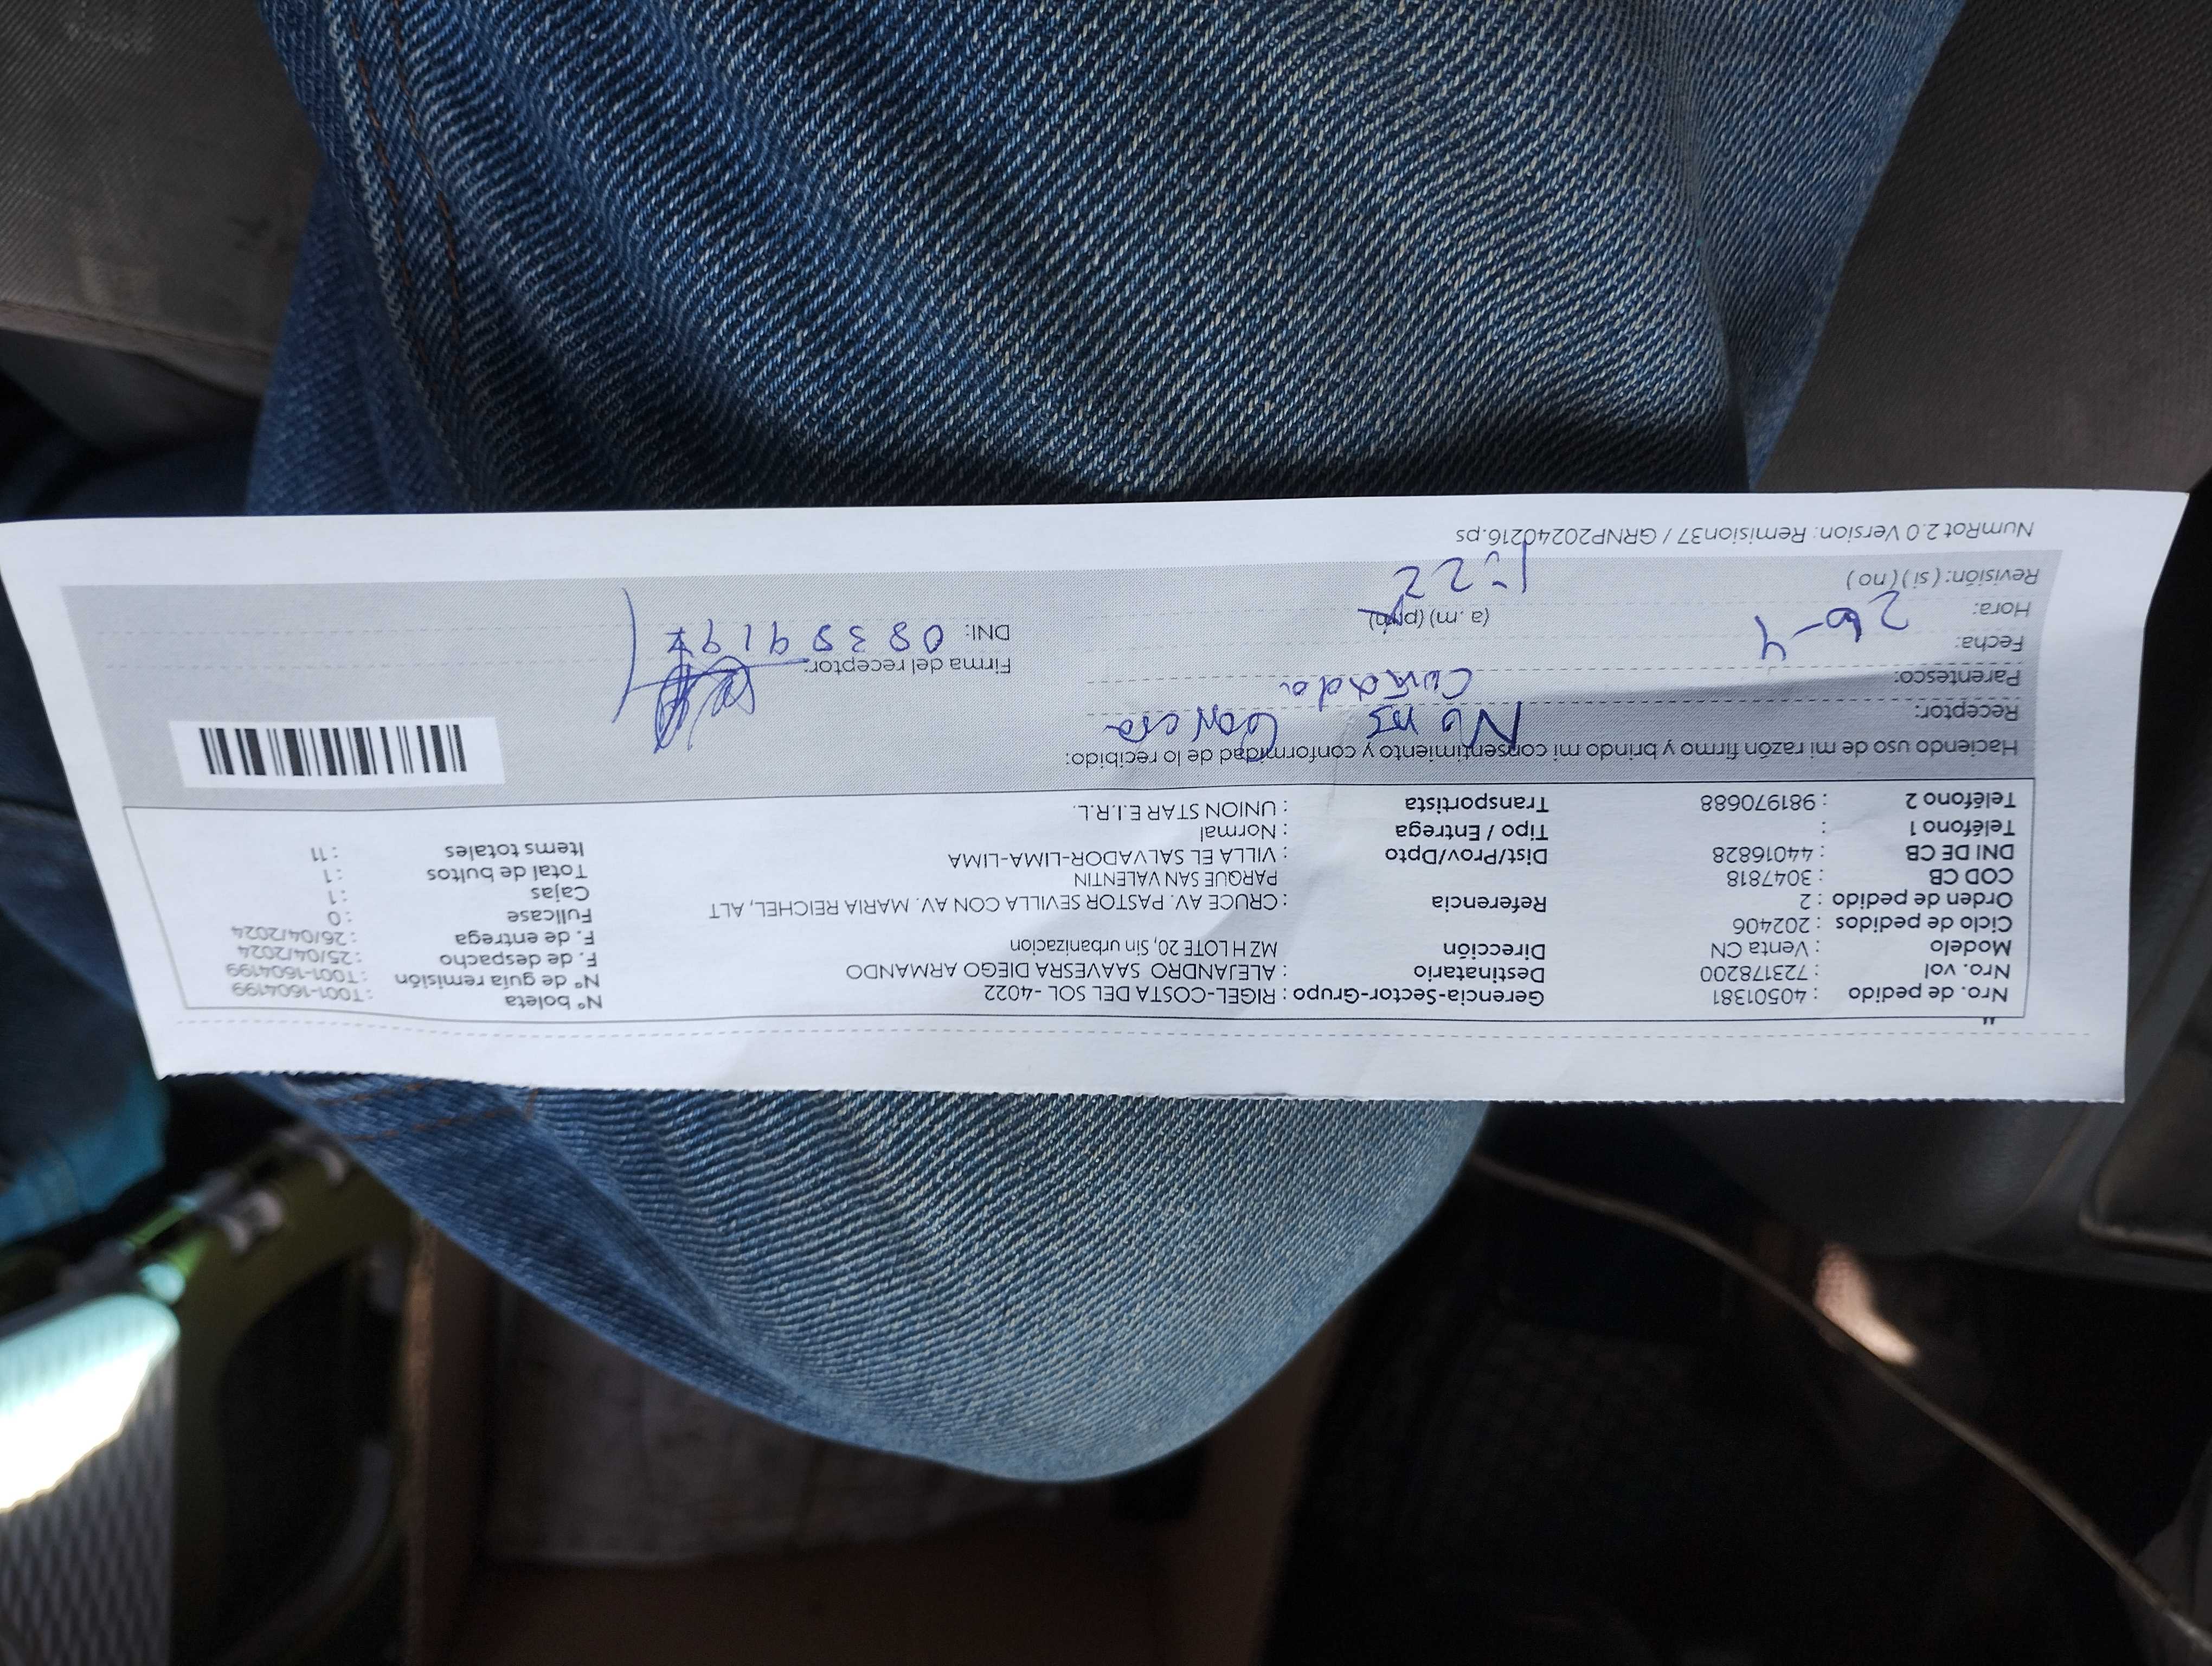 Nro. de pedido : 40501381 Gerencia-Sector-Grupo : RIGEL-COSTA DEL SOL - 4022 N° boleta : T001-1604199
Nro. vol : 723178200 Destinatario : ALEJANDRO SAAVESRA DIEGO ARMANDO N° de guía remisión : T001-1604199
Modelo : Venta CN Dirección MZ H LOTE 20, Sin urbanizacion F. de despacho : 25/04/2024
Ciclo de pedidos : 202406 F. de entrega : 26/04/2024
Orden de pedido : 2 Referencia : CRUCE AV. PASTOR SEVILLA CON AV. MARIA REICHEL, ALT Fullcase : 0
COD CB : 3047818 PARQUE SAN VALENTIN Cajas : 1
DNI DE CB : 44016828 Dist/Prov/Dpto : VILLA EL SALVADOR-LIMA-LIMA Total de bultos : 1
Teléfono 1 : Tipo / Entrega : Normal Items totales : 11
Teléfono 2 : 981970688 Transportista : UNION STAR E.I.R.L.
Haciendo uso de mi razón firmo y brindo mi consentimiento y conformidad de lo recibido:
Receptor:
Parentesco: Cuñada Firma del receptor:
Fecha: 26-4 DNI: 08389197
Hora: 1:22 (a. m) (p.m)
Revisión: ( si ) ( no )
NumRot 2.0 Version: Remision37 / GRNP20240216.ps